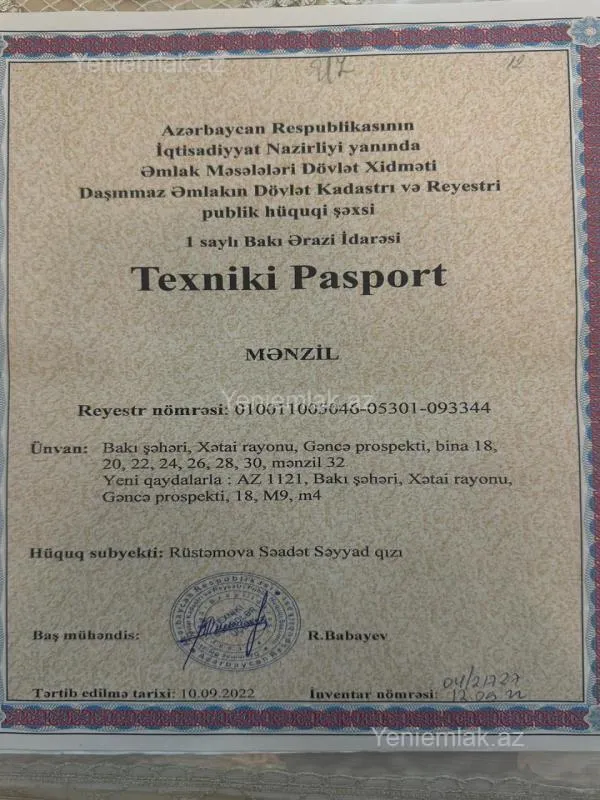 Yeniemlak.az
12
Azərbaycan Respublikasının
İqtisadiyyat Nazirliyi yanında
Əmlak Məsələləri Dövlət Xidməti
Daşınmaz Əmlakın Dövlət Kadastrı və Reyestri
publik hüquqi şəxsi
1 saylı Bakı Ərazi İdarəsi
Texniki Pasport
MƏNZİL
Yeniemlak.az
Reyestr nömrəsi: 010011005046-05301-093344
Ünvan: Bakı şəhəri, Xətai rayonu, Gəncə prospekti, bina 18,
20, 22, 24, 26, 28, 30, mənzil 32
Yeni qaydalarla : AZ 1121, Bakı şəhəri, Xətai rayonu,
Gəncə prospekti, 18, M9, m4
Hüquq subyekti: Rüstəmova Səadət Səyyad qızı
Baş mühəndis: R.Babayev
Tərtib edilmə tarixi: 10.09.2022 İnventar nömrəsi:
Yeniemlak.az